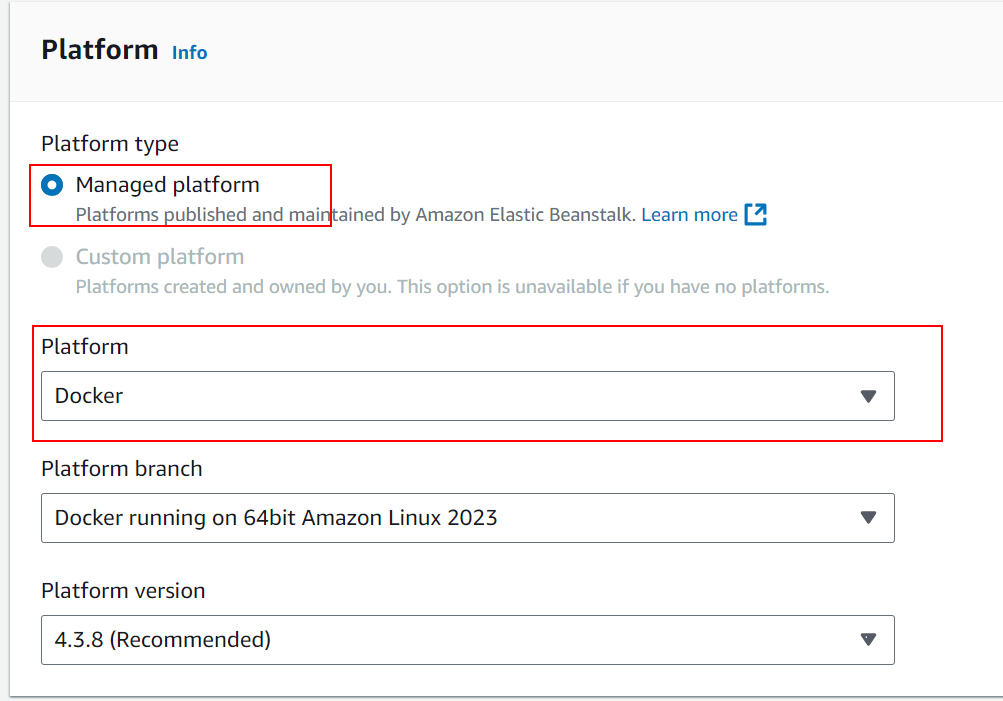 Platform Info
Platform type
Managed platform
Platforms published and maintained by Amazon Elastic Beanstalk. Learn more
Custom platform
Platforms created and owned by you. This option is unavailable if you have no platforms.
Platform
Docker
Platform branch
Docker running on 64bit Amazon Linux 2023
Platform version
4.3.8 (Recommended)